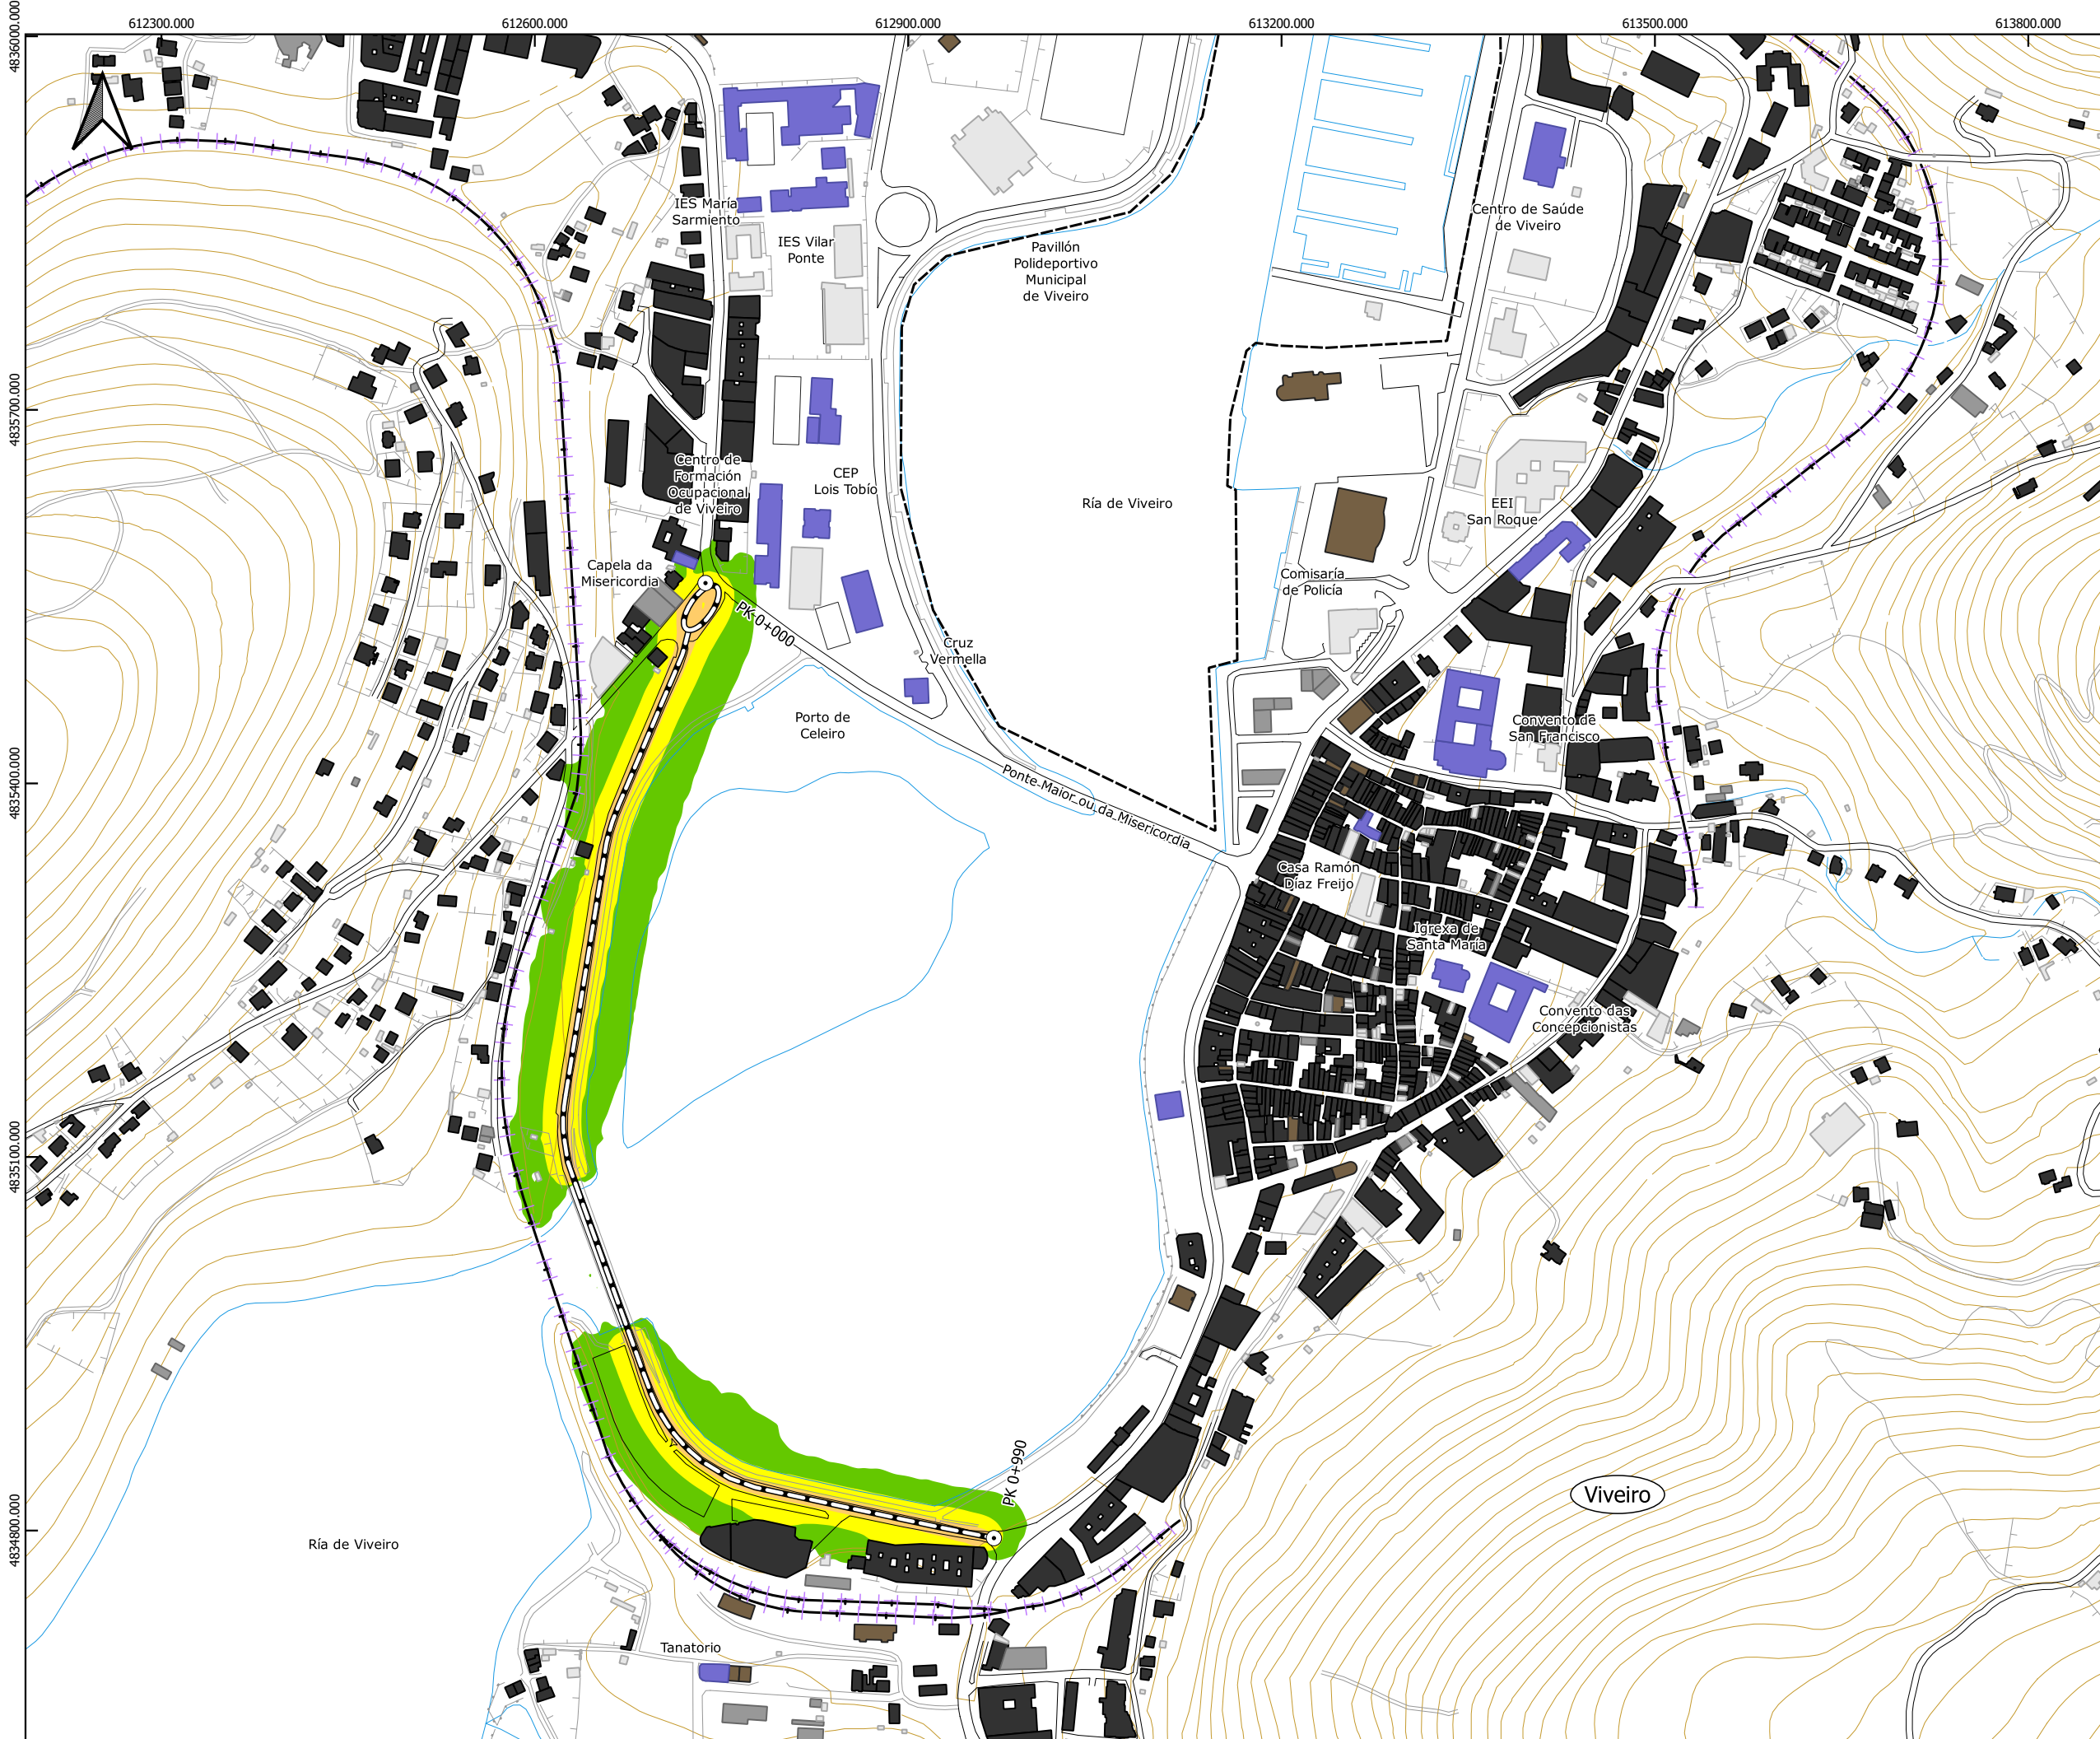 612300.000
612600.000
612900.000
613200.000
613500.000
613800.000
4836000.000
4835700.000
4835400.000
4835100.000
4834800.000
IES María
Sarmiento
IES Vilar
Ponte
Pavillón
Polideportivo
Municipal
de Viveiro
Centro de Saúde
de Viveiro
Centro de
Formación
Ocupacional
de Viveiro
CEP
Lois Tobío
Ría de Viveiro
EEI
San Roque
Capela da
Misericordia
Comisaría
de Policía
PK 0+000
Cruz
Vermella
Porto de
Celeiro
Convento de
San Francisco
Ponte Maior ou da Misericordia
Casa Ramón
Díaz Freijo
Igrexa de
Santa María
Convento das
Concepcionistas
PK 0+990
Viveiro
Ría de Viveiro
Tanatorio